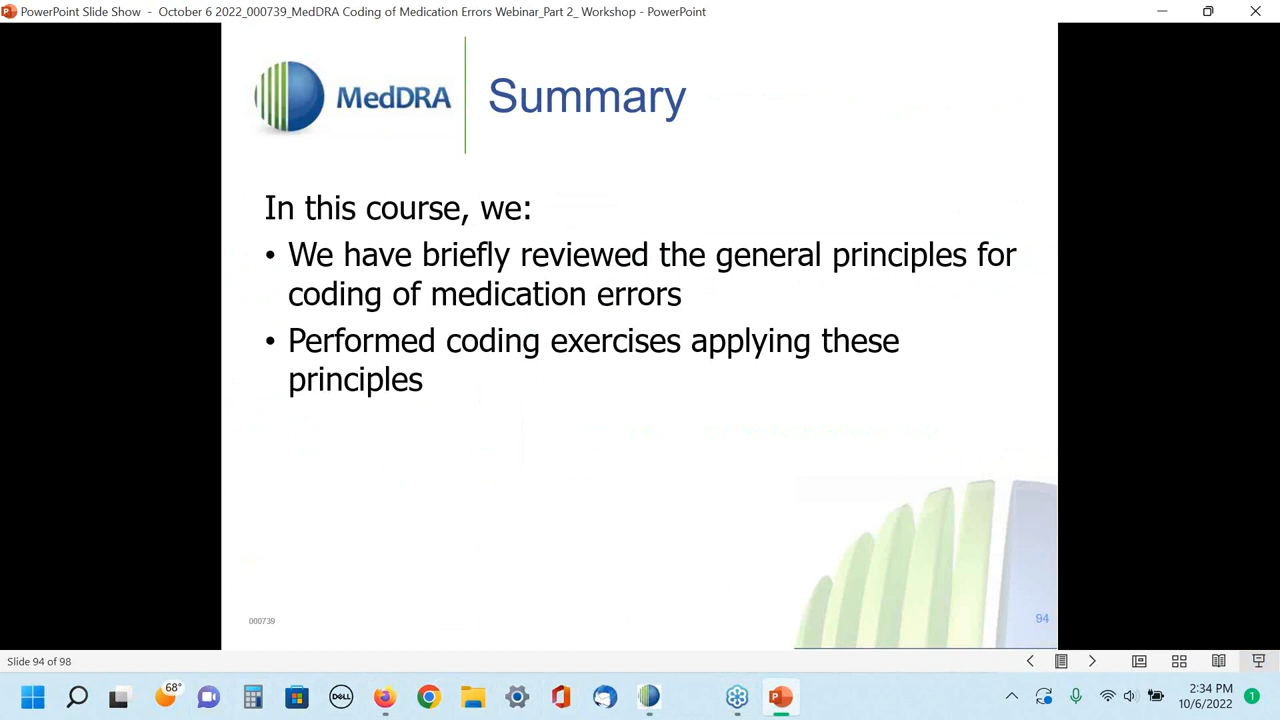 PowerPoint Slide Show - October 6 2022_000739_MedDRA Coding of Medication Errors Webinar_Part 2_ Workshop - PowerPoint
MedDRA
Summary
In this course, we:
• We have briefly reviewed the general principles for
coding of medication errors
• Performed coding exercises applying these
principles
000739
94
Slide 94 of 98
68°
DELL
2:34 PM
10/6/2022
1